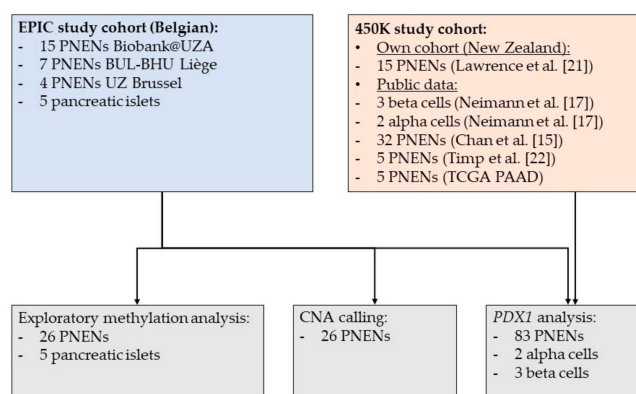 EPIC study cohort (Belgian):
- 15 PNENs Biobank@UZA
- 7 PNENs BUL-BHU Liège
- 4 PNENs UZ Brussel
- 5 pancreatic islets
450K study cohort:
• Own cohort (New Zealand):
- 15 PNENs (Lawrence et al. [21])
• Public data:
- 3 beta cells (Neimann et al. [17])
- 2 alpha cells (Neimann et al. [17])
- 32 PNENs (Chan et al. [15])
- 5 PNENs (Timp et al. [22])
- 5 PNENs (TCGA PAAD)
Exploratory methylation analysis:
- 26 PNENs
- 5 pancreatic islets
CNA calling:
- 26 PNENs
PDX1 analysis:
- 83 PNENs
- 2 alpha cells
- 3 beta cells